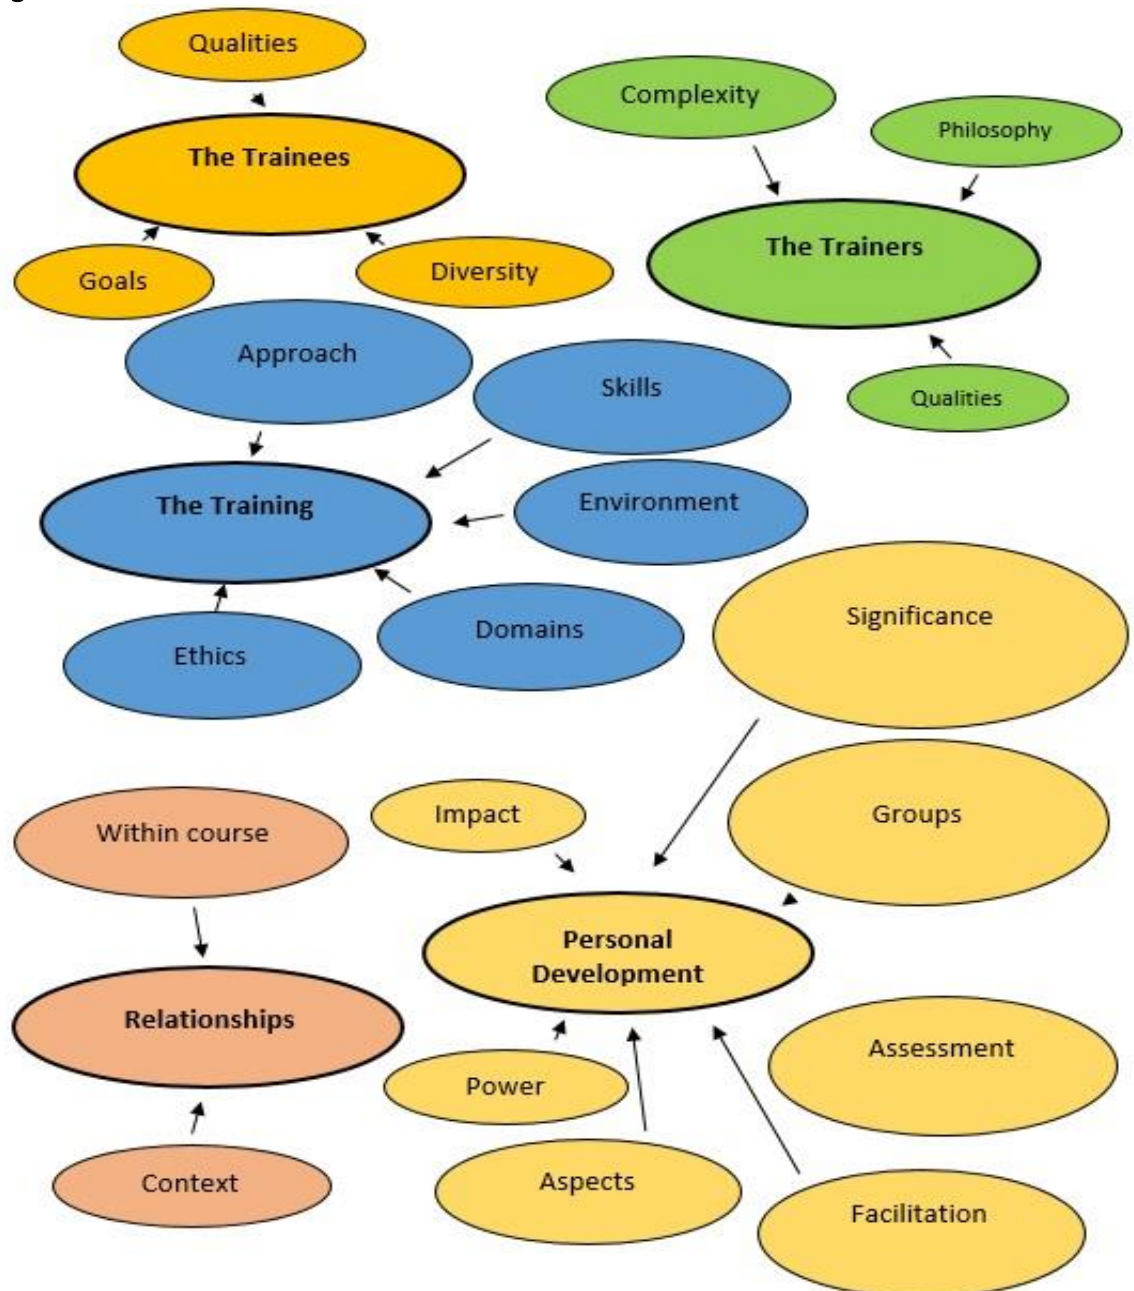 Qualities
The Trainees
Goals
Diversity
Complexity
Philosophy
The Trainers
Qualities
Approach
Skills
The Training
Environment
Ethics
Domains
Significance
Groups
Impact
Personal
Development
Power
Aspects
Assessment
Facilitation
Within course
Relationships
Context